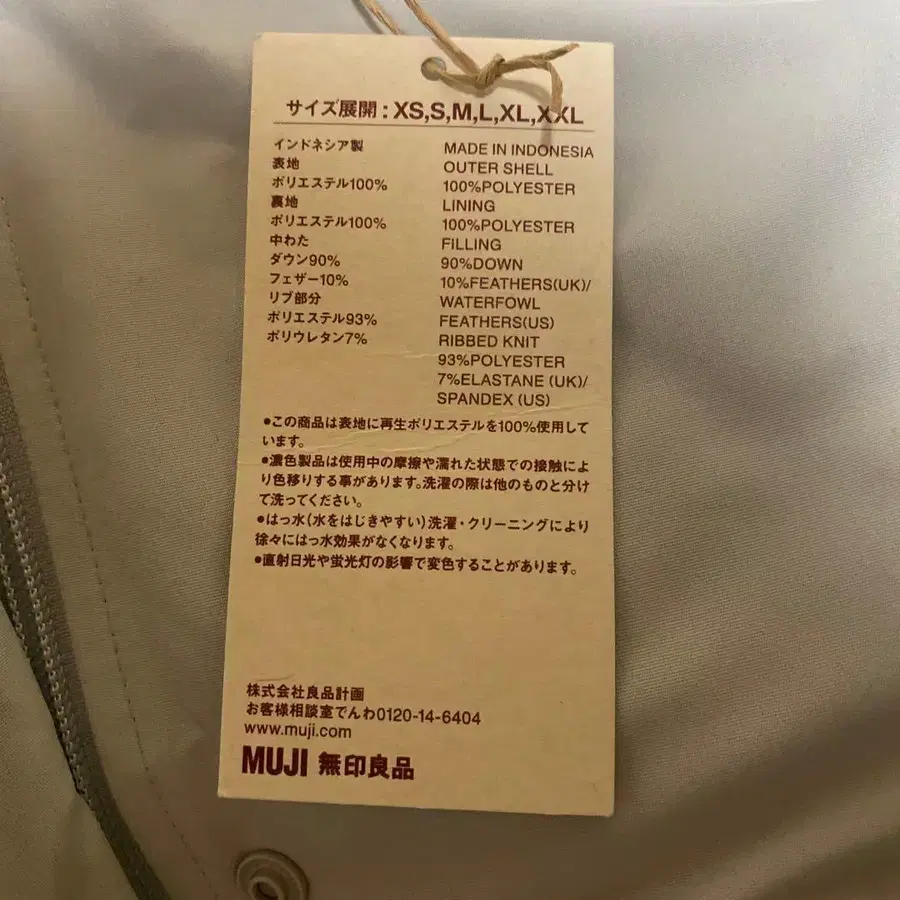 サイズ展開 : XS,S,M,L,XL,XXL
インドネシア製
表地
ポリエステル100%
裏地
ポリエステル100%
中わた
ダウン90%
フェザー10%
リブ部分
ポリエステル93%
ポリウレタン7%
MADE IN INDONESIA
OUTER SHELL
100%POLYESTER
LINING
100%POLYESTER
FILLING
90%DOWN
10%FEATHERS(UK)/
WATERFOWL
FEATHERS(US)
RIBBED KNIT
93%POLYESTER
7%ELASTANE (UK)/
SPANDEX (US)
●この商品は表地に再生ポリエステルを100%使用して
います。
●濃色製品は使用中の摩擦や濡れた状態での接触によ
り色移りする事があります。洗濯の際は他のものと分け
て洗ってください。
●はっ水(水をはじきやすい)洗濯・クリーニングにより
徐々にはっ水効果がなくなります。
●直射日光や蛍光灯の影響で変色することがあります。
株式会社良品計画
お客様相談室でんわ0120-14-6404
www.muji.com
MUJI 無印良品